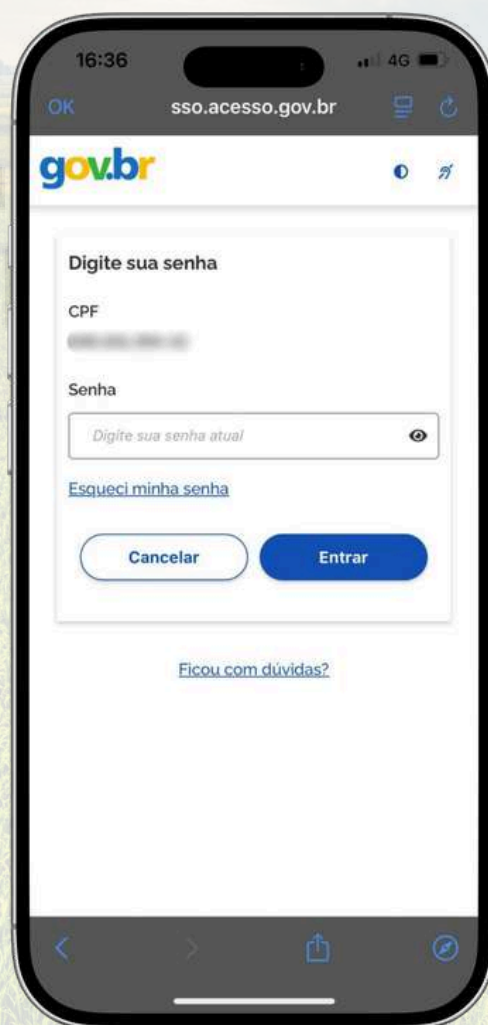 16:36
4G
OK
sso.acesso.gov.br
gov.br
Digite sua senha
CPF
Senha
Digite sua senha atual
Esqueci minha senha
Cancelar
Entrar
Ficou com dúvidas?